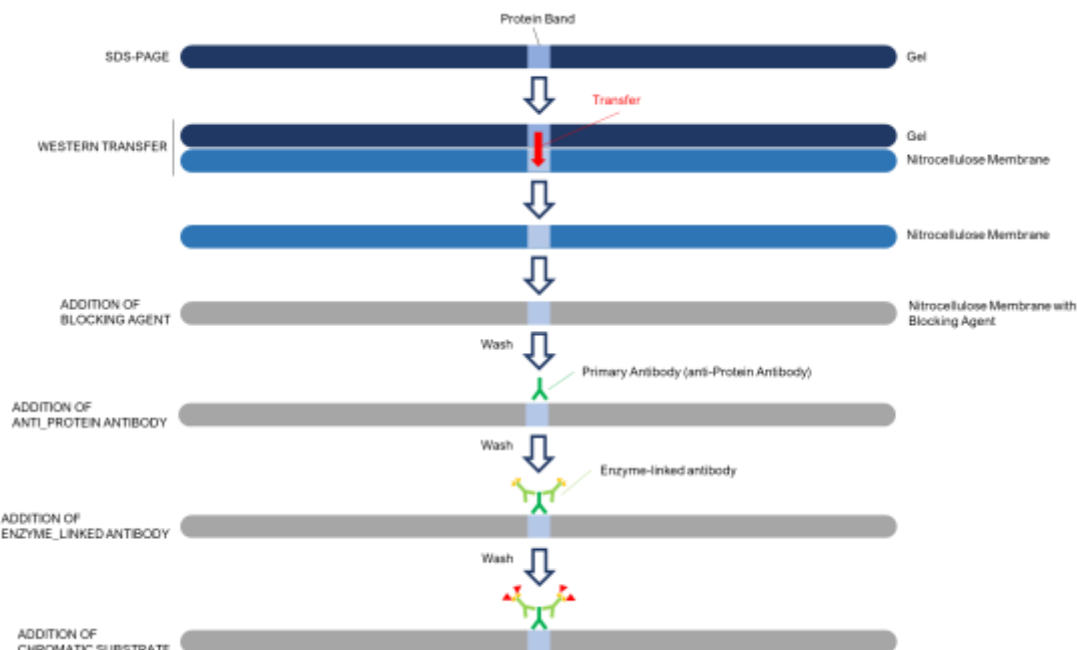 Protein Band
SDS-PAGE
Gel
Transfer
WESTERN TRANSFER
Gel
Nitrocellulose Membrane
Nitrocellulose Membrane
ADDITION OF
BLOCKING AGENT
Nitrocellulose Membrane with
Blocking Agent
Wash
Primary Antibody (anti-Protein Antibody)
ADDITION OF
ANTI_PROTEIN ANTIBODY
Wash
Enzyme-linked antibody
ADDITION OF
ENZYME_LINKED ANTIBODY
Wash
ADDITION OF
CHROMATIC SUBSTRATE